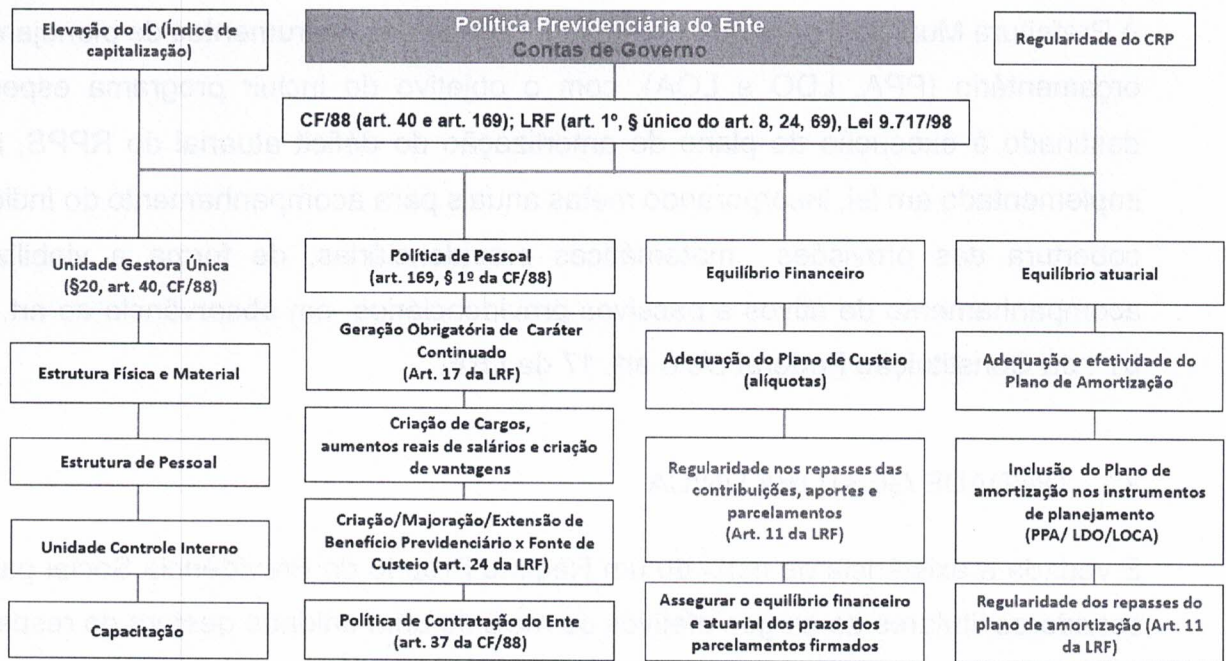 Elevação do IC (Índice de
capitalização)
Política Previdenciária do Ente
Contas de Governo
Regularidade do CRP
CF/88 (art. 40 e art. 169); LRF (art. 1º, § único do art. 8, 24, 69), Lei 9.717/98
Unidade Gestora Única
(§20, art. 40, CF/88)
Estrutura Física e Material
Estrutura de Pessoal
Unidade Controle Interno
Capacitação
Política de Pessoal
(art. 169, § 1º da CF/88)
Geração Obrigatória de Caráter
Continuado
(Art. 17 da LRF)
Criação de Cargos,
aumentos reais de salários e criação
de vantagens
Criação/Majoração/Extensão de
Benefício Previdenciário x Fonte de
Custeio (art. 24 da LRF)
Política de Contratação do Ente
(art. 37 da CF/88)
Equilíbrio Financeiro
Adequação do Plano de Custeio
(alíquotas)
Regularidade nos repasses das
contribuições, aportes e
parcelamentos
(Art. 11 da LRF)
Assegurar o equilíbrio financeiro
e atuarial dos prazos dos
parcelamentos firmados
Equilíbrio atuarial
Adequação e efetividade do
Plano de Amortização
Inclusão do Plano de
amortização nos instrumentos
de planejamento
(PPA/ LDO/LOCA)
Regularidade dos repasses do
plano de amortização (Art. 11
da LRF)